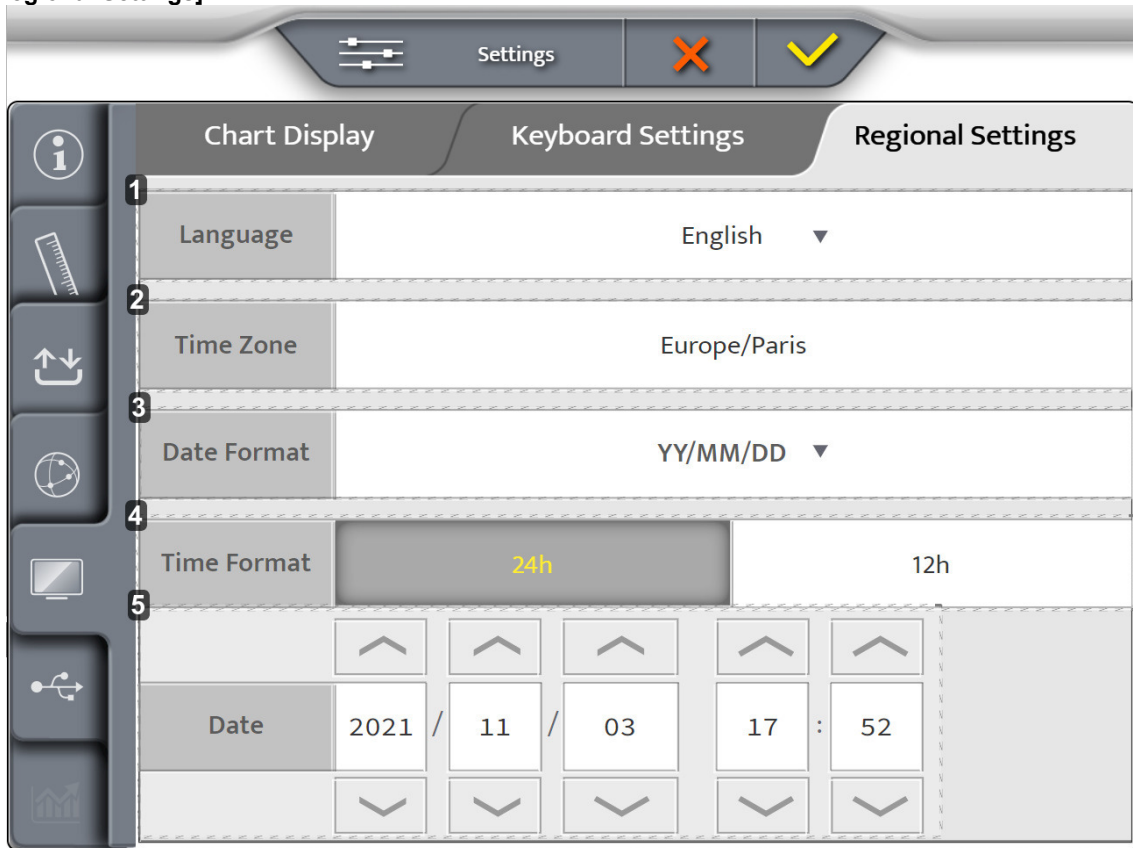 Settings
Chart Display
Keyboard Settings
Regional Settings
1
Language
English ▼
2
Time Zone
Europe/Paris
3
Date Format
YY/MM/DD ▼
4
Time Format
24h
12h
5
Date
2021 / 11 / 03 17 : 52